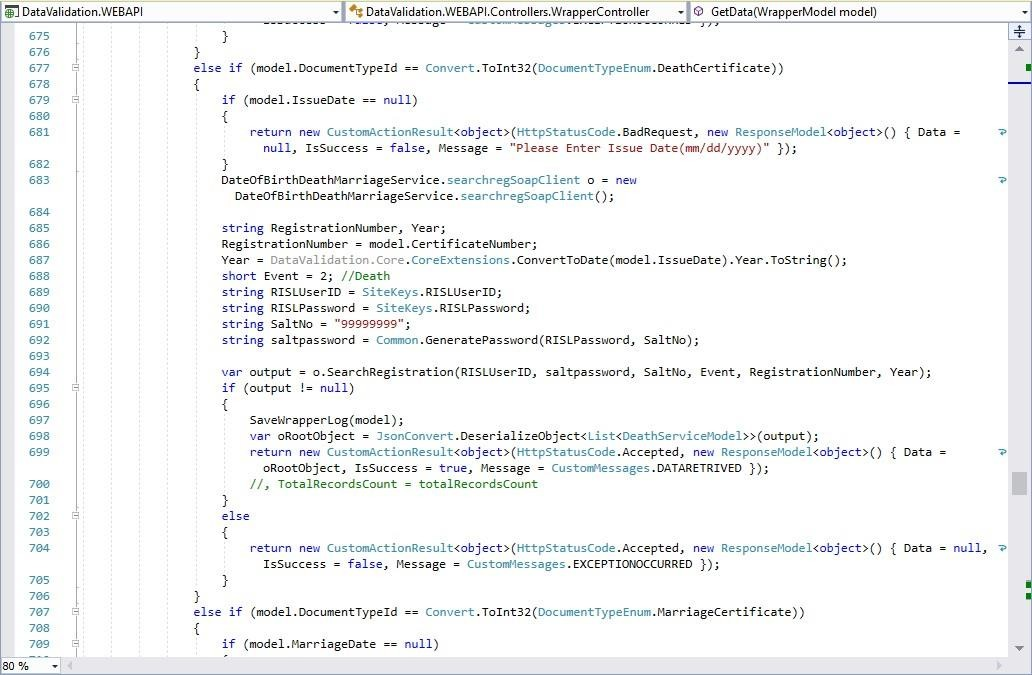 DataValidation.WEBAPI DataValidation.WEBAPI.Controllers.WrapperController GetData(WrapperModel model)
675 }
676 }
677 else if (model.DocumentTypeId == Convert.ToInt32(DocumentTypeEnum.DeathCertificate))
678 {
679 if (model.IssueDate == null)
680 {
681 return new CustomActionResult<object>(HttpStatusCode.BadRequest, new ResponseModel<object>() { Data =
null, IsSuccess = false, Message = "Please Enter Issue Date(mm/dd/yyyy)" });
682 }
683 DateOfBirthDeathMarriageService.searchregSoapClient o = new
DateOfBirthDeathMarriageService.searchregSoapClient();
684
685 string RegistrationNumber, Year;
686 RegistrationNumber = model.CertificateNumber;
687 Year = DataValidation.Core.CoreExtensions.ConvertToDate(model.IssueDate).Year.ToString();
688 short Event = 2; //Death
689 string RISLUserID = SiteKeys.RISLUserID;
690 string RISLPassword = SiteKeys.RISLPassword;
691 string SaltNo = "99999999";
692 string saltpassword = Common.GeneratePassword(RISLPassword, SaltNo);
693
694 var output = o.SearchRegistration(RISLUserID, saltpassword, SaltNo, Event, RegistrationNumber, Year);
695 if (output != null)
696 {
697 SaveWrapperLog(model);
698 var oRootObject = JsonConvert.DeserializeObject<List<DeathServiceModel>>(output);
699 return new CustomActionResult<object>(HttpStatusCode.Accepted, new ResponseModel<object>() { Data =
oRootObject, IsSuccess = true, Message = CustomMessages.DATARETRIVED });
700 //, TotalRecordsCount = totalRecordsCount
701 }
702 else
703 {
704 return new CustomActionResult<object>(HttpStatusCode.Accepted, new ResponseModel<object>() { Data = null,
IsSuccess = false, Message = CustomMessages.EXCEPTIONOCCURRED });
705 }
706 }
707 else if (model.DocumentTypeId == Convert.ToInt32(DocumentTypeEnum.MarriageCertificate))
708 {
709 if (model.MarriageDate == null)
80 %